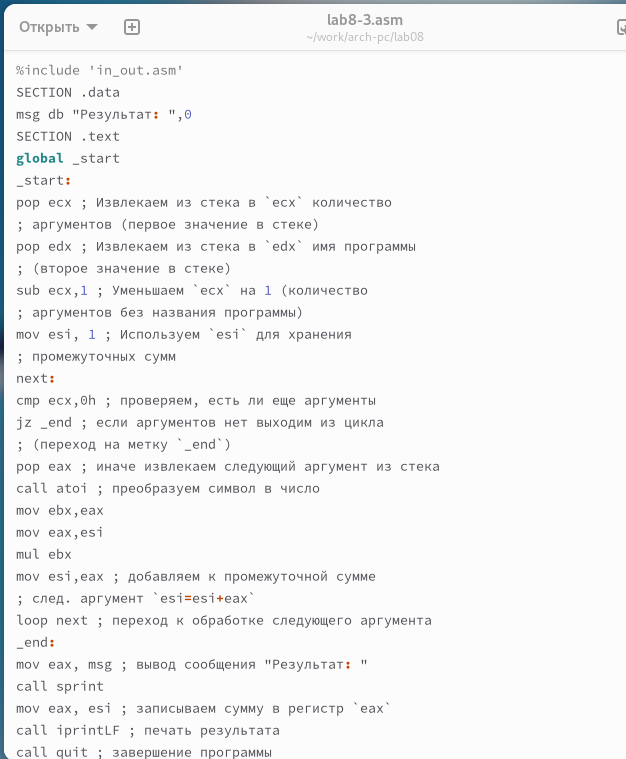 Открыть
lab8-3.asm
~/work/arch-pc/lab08
%include 'in_out.asm'
SECTION .data
msg db "Результат: ",0
SECTION .text
global _start
_start:
pop ecx ; Извлекаем из стека в `ecx` количество
; аргументов (первое значение в стеке)
pop edx ; Извлекаем из стека в `edx` имя программы
; (второе значение в стеке)
sub ecx,1 ; Уменьшаем `ecx` на 1 (количество
; аргументов без названия программы)
mov esi, 1 ; Используем `esi` для хранения
; промежуточных сумм
next:
cmp ecx,0h ; проверяем, есть ли еще аргументы
jz _end ; если аргументов нет выходим из цикла
; (переход на метку `_end`)
pop eax ; иначе извлекаем следующий аргумент из стека
call atoi ; преобразуем символ в число
mov ebx,eax
mov eax,esi
mul ebx
mov esi,eax ; добавляем к промежуточной сумме
; след. аргумент `esi=esi+eax`
loop next ; переход к обработке следующего аргумента
_end:
mov eax, msg ; вывод сообщения "Результат: "
call sprint
mov eax, esi ; записываем сумму в регистр `eax`
call iprintLF ; печать результата
call quit ; завершение программы